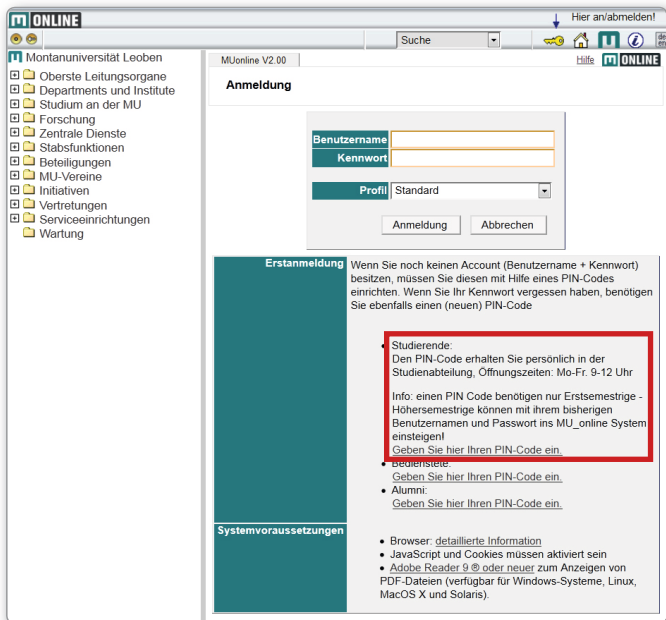 M ONLINE
Hier an/abmelden!
Suche
de
en
Montanuniversität Leoben
Oberste Leitungsorgane
Departments und Institute
Studium an der MU
Forschung
Zentrale Dienste
Stabsfunktionen
Beteiligungen
MU-Vereine
Initiativen
Vertretungen
Serviceeinrichtungen
Wartung
MUonline V2.00
Hilfe M ONLINE
Anmeldung
Benutzername
Kennwort
Profil Standard
Anmeldung Abbrechen
Erstanmeldung
Wenn Sie noch keinen Account (Benutzername + Kennwort)
besitzen, müssen Sie diesen mit Hilfe eines PIN-Codes
einrichten. Wenn Sie Ihr Kennwort vergessen haben, benötigen
Sie ebenfalls einen (neuen) PIN-Code
• Studierende:
Den PIN-Code erhalten Sie persönlich in der
Studienabteilung, Öffnungszeiten: Mo-Fr. 9-12 Uhr
Info: einen PIN Code benötigen nur Erstsemestrige -
Höhersemestrige können mit ihrem bisherigen
Benutzernamen und Passwort ins MU_online System
einsteigen!
Geben Sie hier Ihren PIN-Code ein.
• Bedienstete:
Geben Sie hier Ihren PIN-Code ein.
• Alumni:
Geben Sie hier Ihren PIN-Code ein.
Systemvoraussetzungen
• Browser: detaillierte Information
• JavaScript und Cookies müssen aktiviert sein
• Adobe Reader 9 ® oder neuer zum Anzeigen von
PDF-Dateien (verfügbar für Windows-Systeme, Linux,
MacOS X und Solaris).